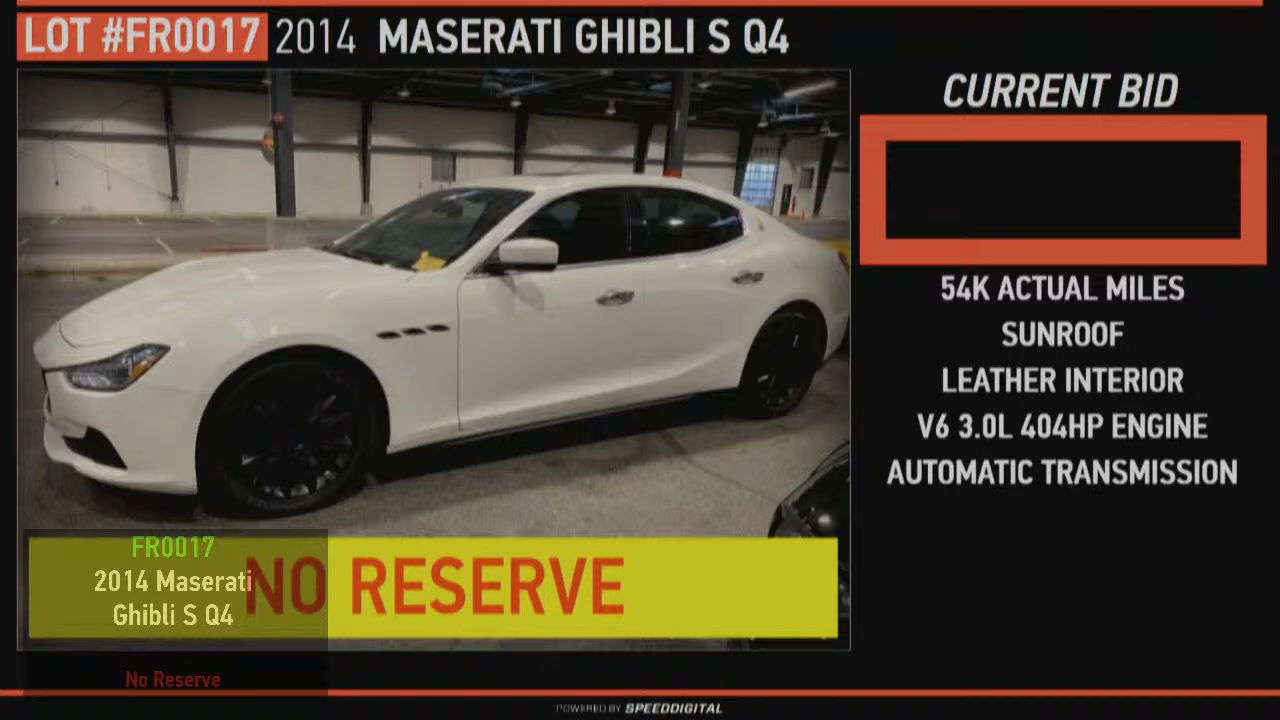 LOT #FR0017 2014 MASERATI GHIBLI S Q4
CURRENT BID
54K ACTUAL MILES
SUNROOF
LEATHER INTERIOR
V6 3.0L 404HP ENGINE
AUTOMATIC TRANSMISSION
NO RESERVE
FR0017
2014 Maserati
Ghibli S Q4
No Reserve
POWERED BY SPEEDDIGITAL